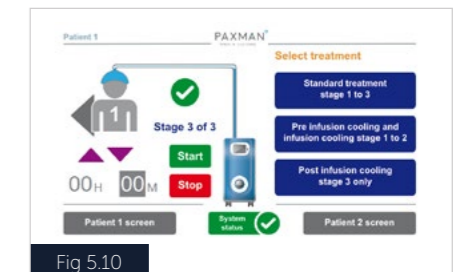 Patient 1
PAXMAN
Select treatment
1
Stage 3 of 3
Start
Stop
00H 00M
Standard treatment
stage 1 to 3
Pre infusion cooling and
infusion cooling stage 1 to 2
Post infusion cooling
stage 3 only
Patient 1 screen
System
status
Patient 2 screen
Fig 5.10